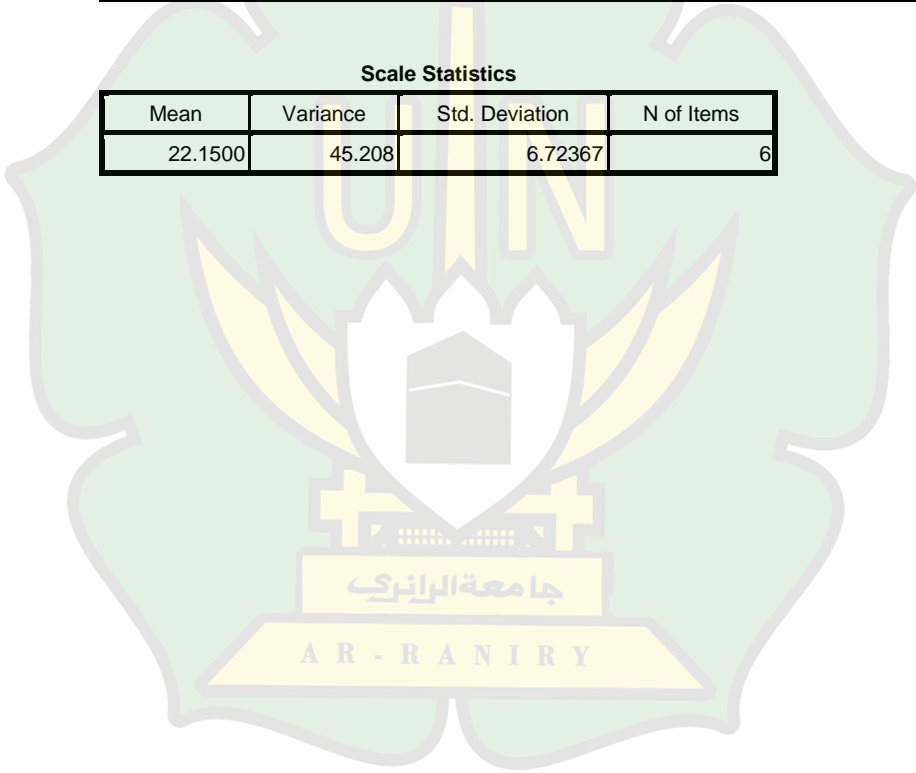 Scale Statistics
Mean Variance Std. Deviation N of Items
22.1500 45.208 6.72367 6
UIN
جامعة الرانري
AR-RANIRY